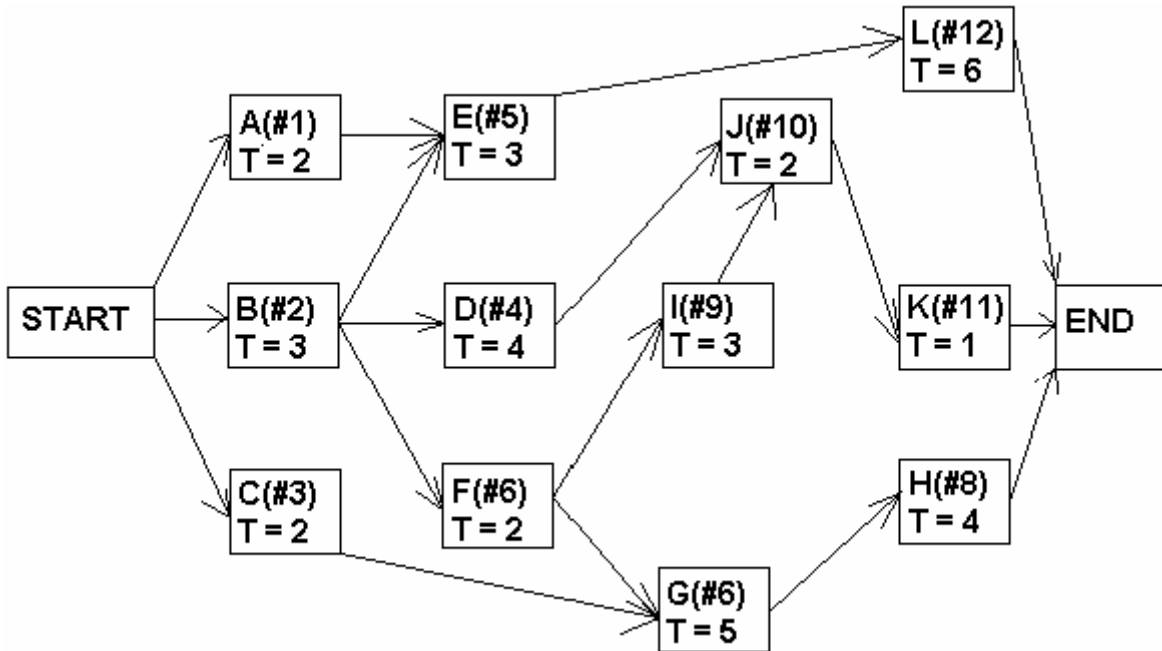 L(#12)
T = 6
A(#1)
T = 2
E(#5)
T = 3
J(#10)
T = 2
START
B(#2)
T = 3
D(#4)
T = 4
I(#9)
T = 3
K(#11)
T = 1
END
C(#3)
T = 2
F(#6)
T = 2
H(#8)
T = 4
G(#6)
T = 5